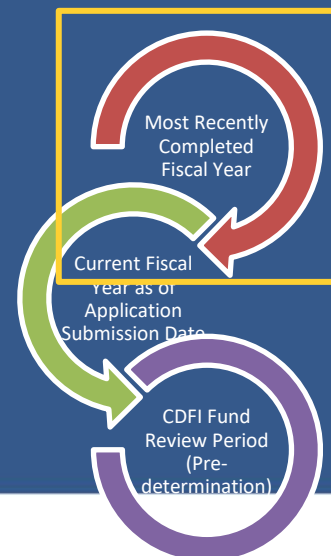 Most Recently
Completed
Fiscal Year
Current Fiscal
Year as of
Application
Submission Date
CDFI Fund
Review Period
(Pre-
determination)